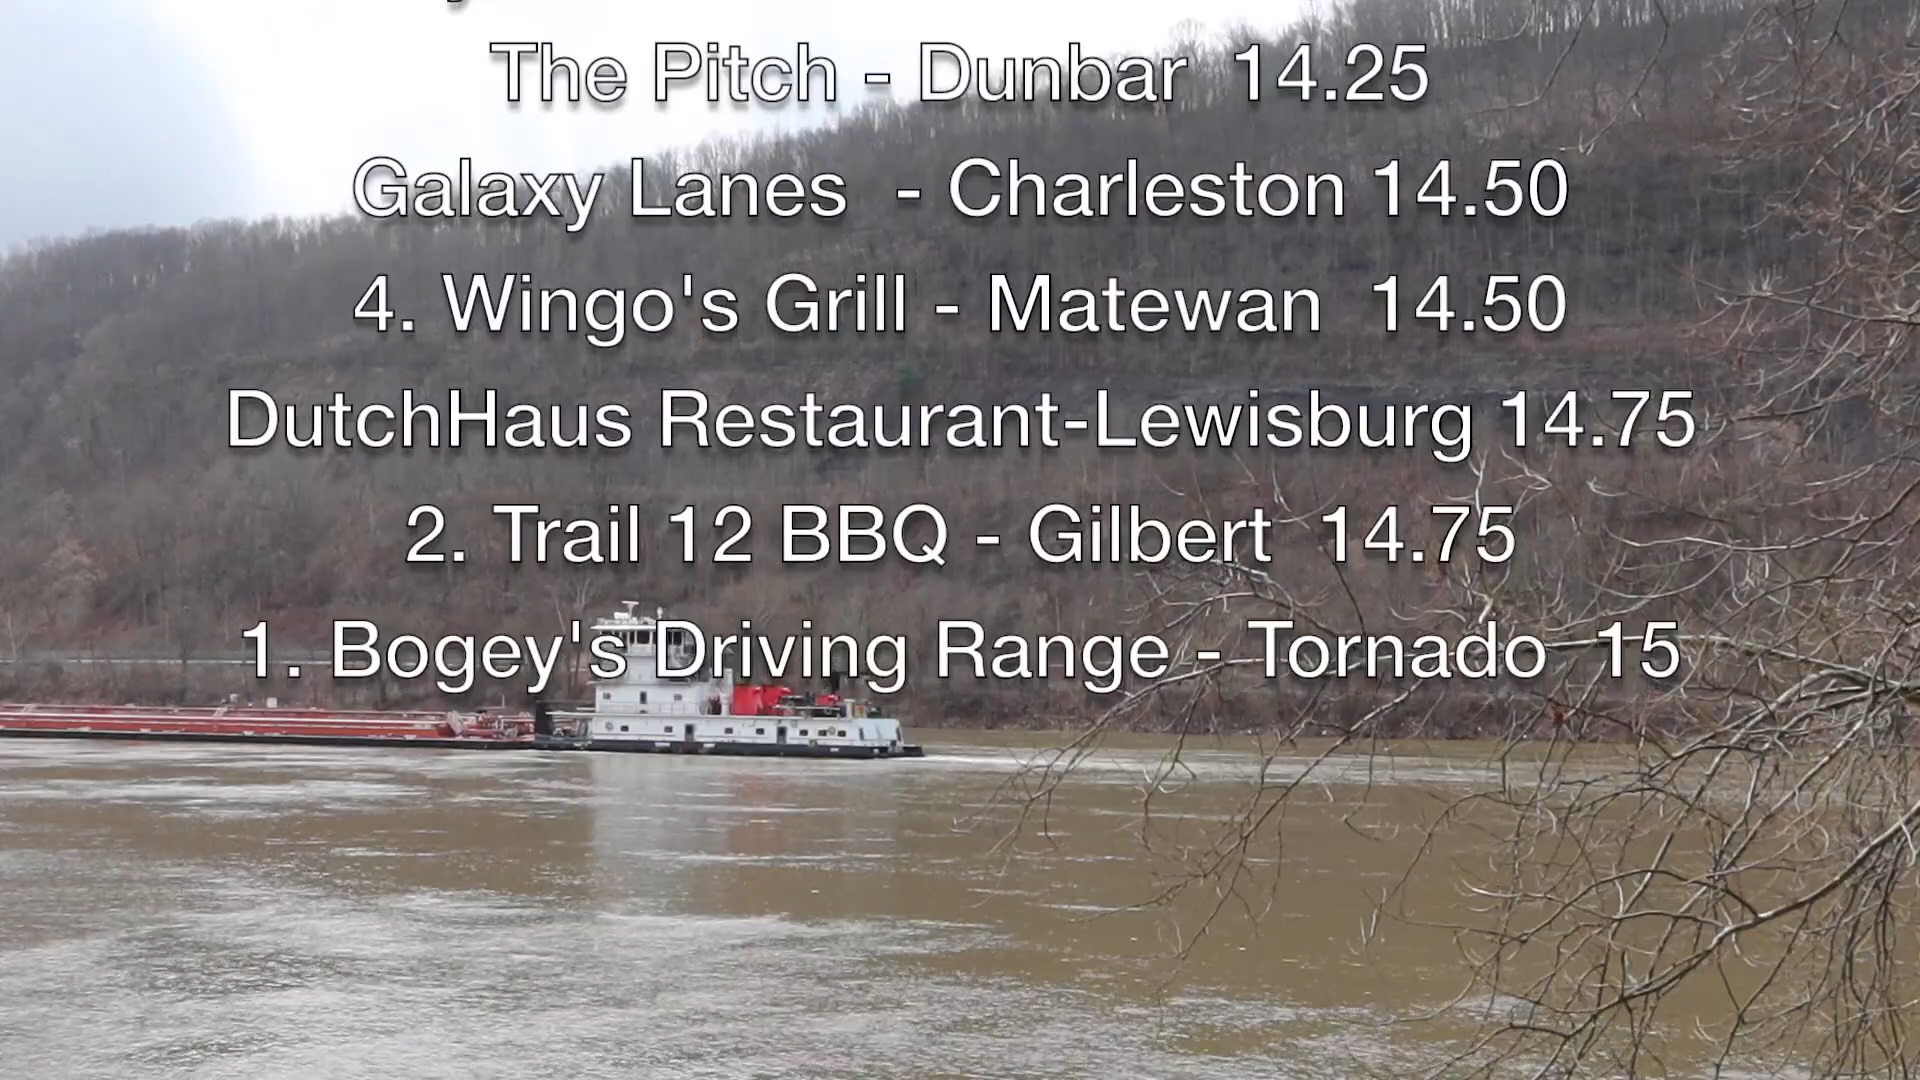 The Pitch - Dunbar 14.25
Galaxy Lanes - Charleston 14.50
4. Wingo's Grill - Matewan 14.50
DutchHaus Restaurant-Lewisburg 14.75
2. Trail 12 BBQ - Gilbert 14.75
1. Bogey's Driving Range - Tornado 15